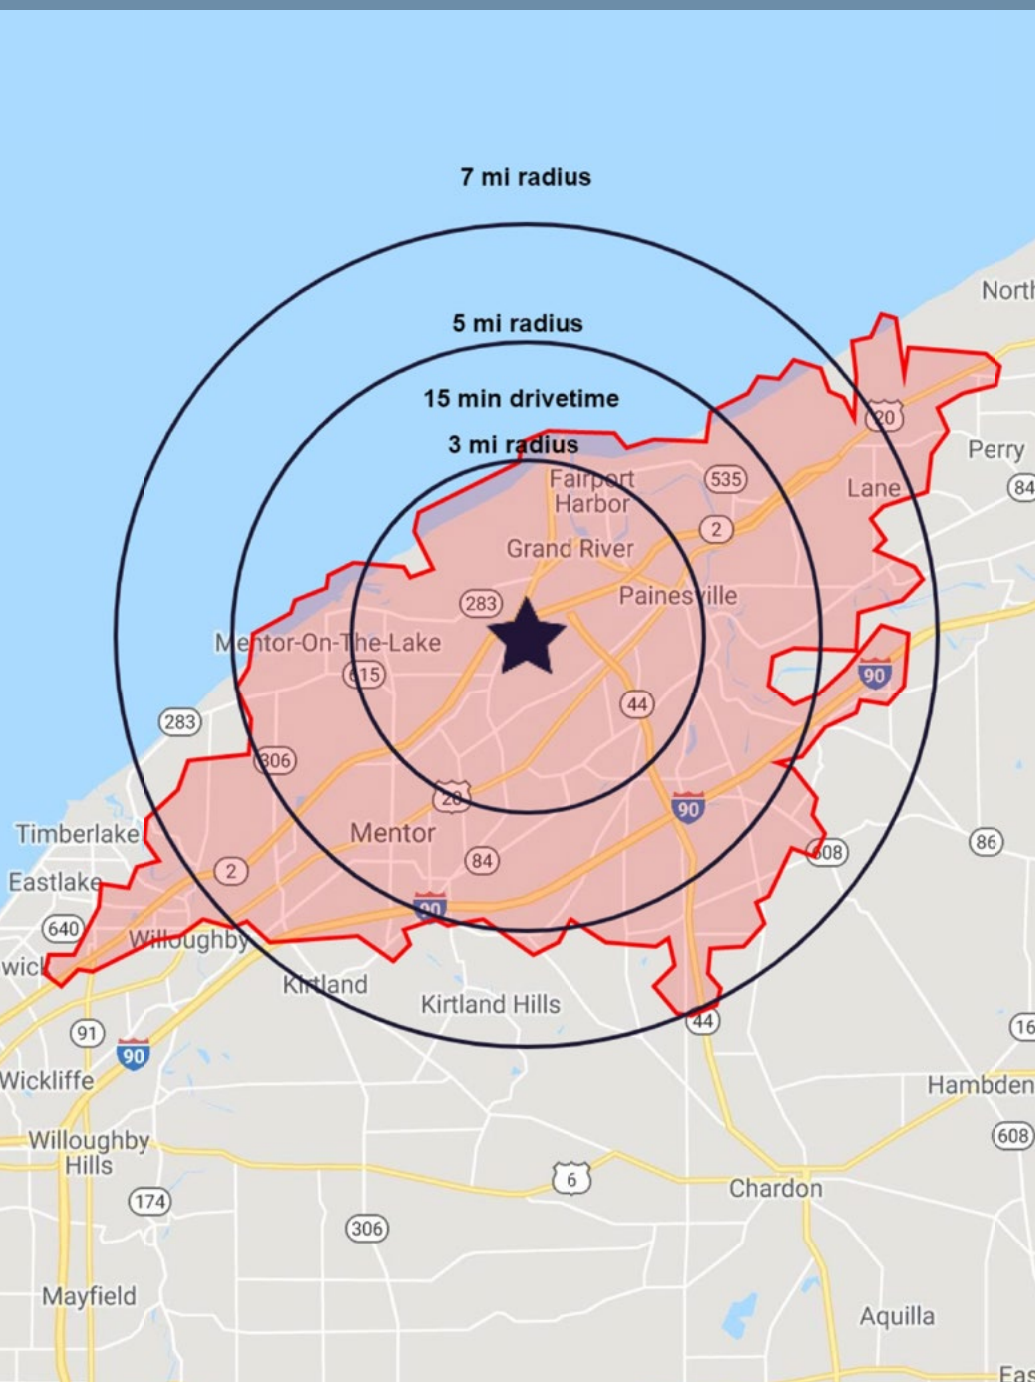 7 mi radius
North
5 mi radius
15 min drivetime
20
3 mi radius
Perry
Fairport
Harbor
535
Lane
84
2
Grand River
283
Painesville
Mentor-On-The-Lake
615
90
44
283
306
20
90
Timberlake
Mentor
86
608
84
2
Eastlake
90
640
Willoughby
wick
Kirtland
Kirtland Hills
44
91
16
90
Wickliffe
Hambden
608
Willoughby
Hills
6
Chardon
174
306
Mayfield
Aquilla
Eas